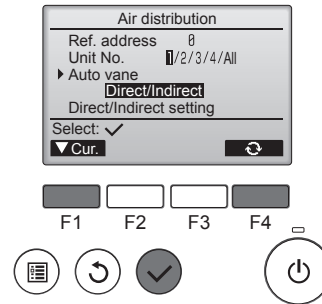 Air distribution
Ref. address 0
Unit No. 1/2/3/4/All
Auto vane
Direct/Indirect
Direct/Indirect setting
Select: ✓
▼ Cur.
F1 F2 F3 F4